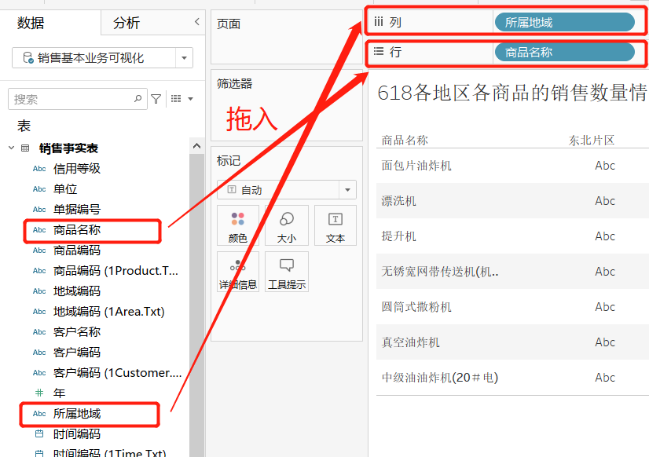 数据
分析
页面
列
所属地域
行
商品名称
销售基本业务可视化
搜索
筛选器
拖入
表
618各地区各商品的销售数量情
销售事实表
Abc 信用等级
Abc 单位
Abc 单据编号
Abc 商品名称
Abc 商品编码
Abc 商品编码 (1Product.T...
Abc 地域编码
Abc 地域编码 (1Area.Txt)
Abc 客户名称
Abc 客户编码
Abc 客户编码 (1Customer....
年
Abc 所属地域
时间编码
时间编码 (1Time.Txt)
标记
自动
颜色
大小
文本
详细信息
工具提示
商品名称 东北片区
面包片油炸机 Abc
漂洗机 Abc
提升机 Abc
无锈宽网带传送机(机.. Abc
圆筒式撒粉机 Abc
真空油炸机 Abc
中级油油炸机(20＃电) Abc